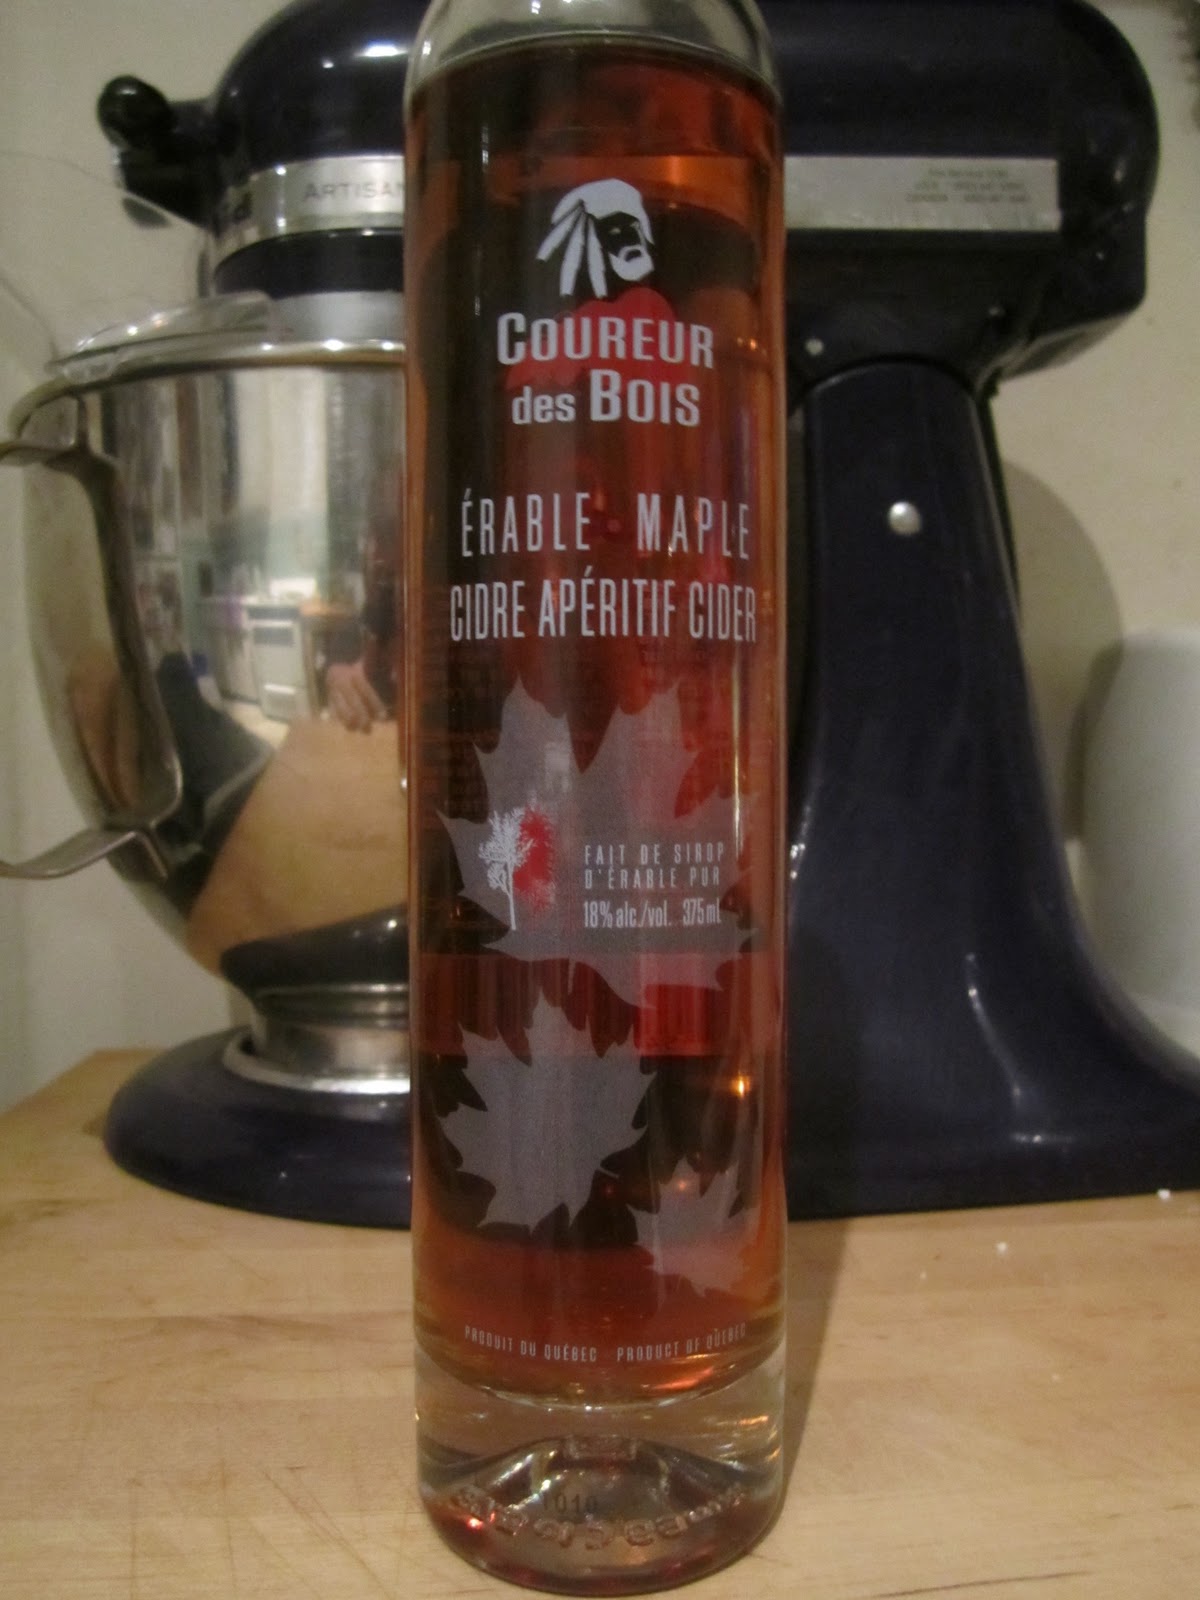 ARTISAN
COUREUR
des BOIS
ÉRABLE MAPLE
CIDRE APÉRITIF CIDER
FAIT DE SIROP
D'ÉRABLE PUR
18% alc./vol. 375ml
PRODUIT DU QUÉBEC PRODUCT OF QUÉBEC
1010